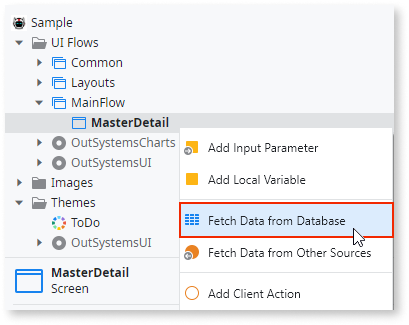 Sample
UI Flows
Common
Layouts
MainFlow
MasterDetail
OutSystemsCharts
OutSystemsUI
Images
Themes
ToDo
OutSystemsUI
Add Input Parameter
Add Local Variable
Fetch Data from Database
Fetch Data from Other Sources
Add Client Action
MasterDetail
Screen